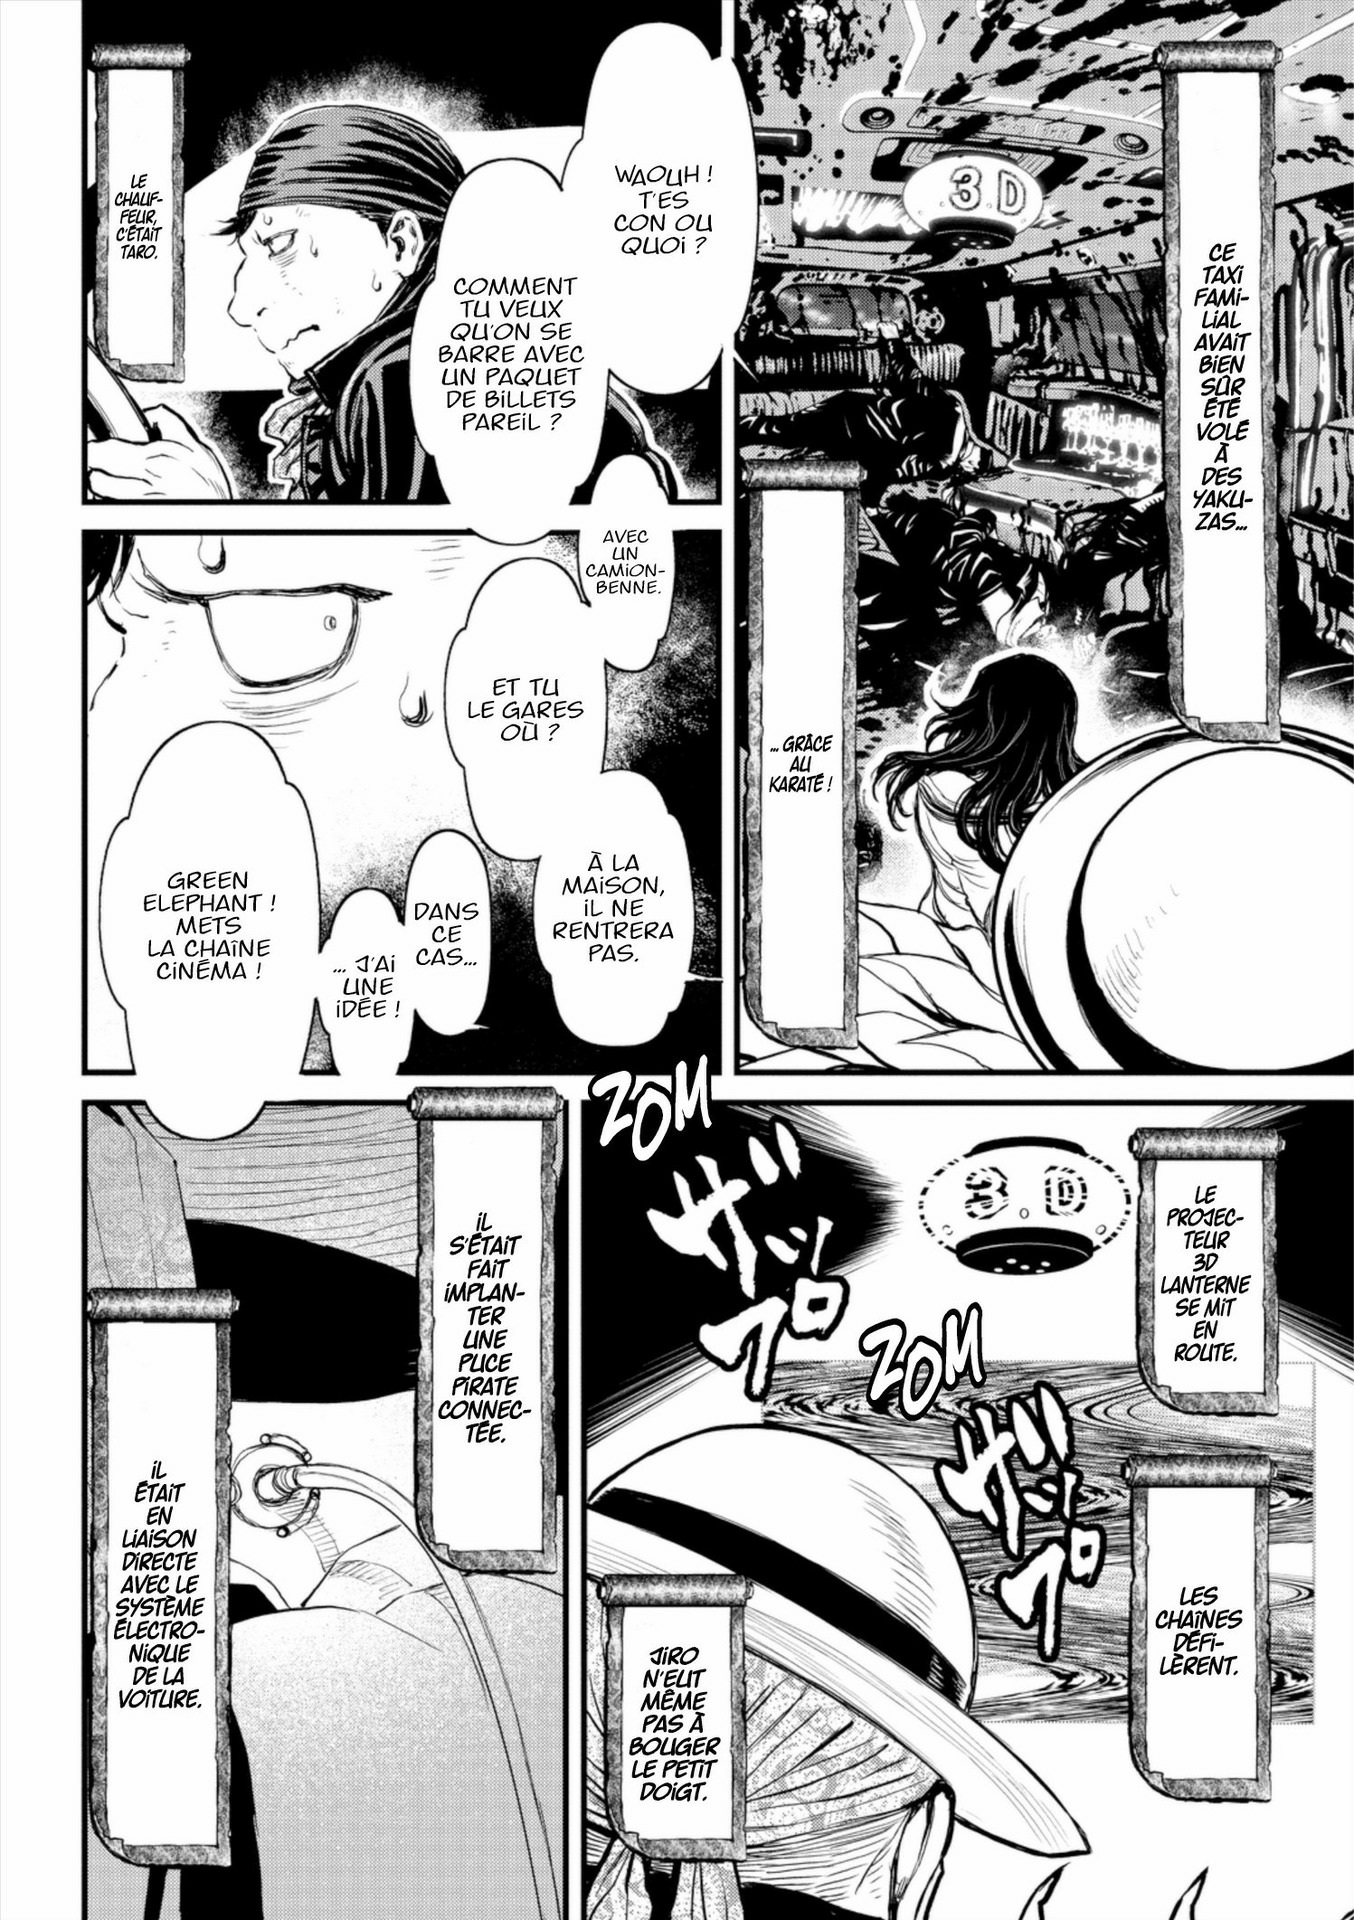 3 D
CE
TAXI
FAMI-
LIAL
AVAIT
BIEN
SÛR
ÉTÉ
VOLÉ
À
DES
YAKU-
ZAS...
... GRÂCE
AU
KARATÉ !
WAOUH !
T'ES
CON OU
QUOI ?
COMMENT
TU VEUX
QU'ON SE
BARRE AVEC
UN PAQUET
DE BILLETS
PAREIL ?
LE
CHAUF-
FEUR,
C'ÉTAIT
TARO.
AVEC
UN
CAMION-
BENNE.
ET TU
LE GARES
OÙ ?
À LA
MAISON,
IL NE
RENTRERA
PAS.
DANS
CE
CAS...
... J'AI
UNE
IDÉE !
GREEN
ELEPHANT !
METS
LA CHAÎNE
CINÉMA !
3.D
LE
PROJEC-
TEUR
3D
LANTERNE
SE MIT
EN
ROUTE.
ZOM
ザッ
プロ
ZOM
ザッ
プロ
LES
CHAÎNES
DÉFI-
LÈRENT.
JIRO
N'EUT
MÊME
PAS À
BOUGER
LE PETIT
DOIGT.
IL
S'ÉTAIT
FAIT
IMPLAN-
TER
UNE
PUCE
PIRATE
CONNEC-
TÉE.
IL
ÉTAIT
EN
LIAISON
DIRECTE
AVEC LE
SYSTÈME
ÉLECTRO-
NIQUE
DE LA
VOITURE.